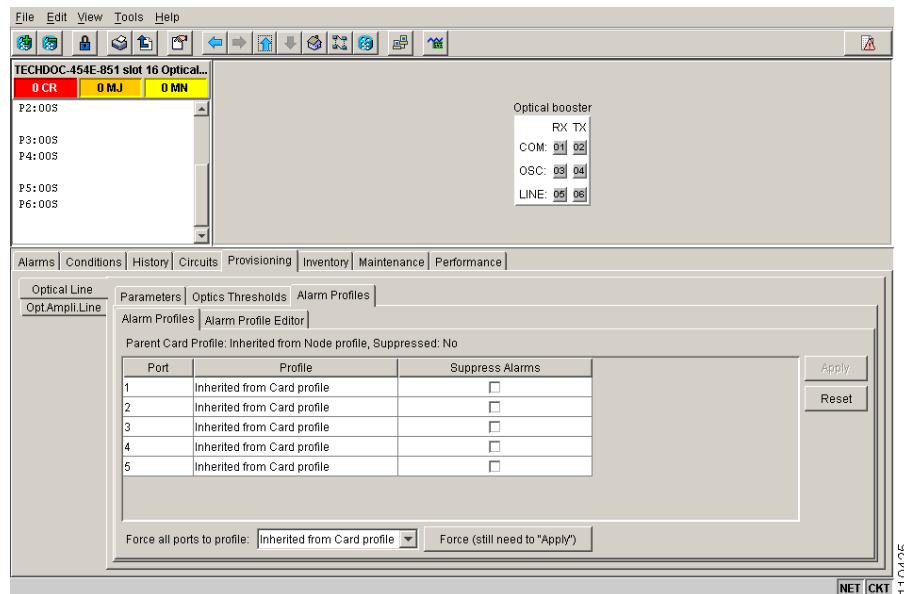 File Edit View Tools Help
TECHDOC-454E-851 slot 16 Optical...
0 CR 0 MJ 0 MN
P2:OOS
P3:OOS
P4:OOS
P5:OOS
P6:OOS
Optical booster
RX TX
COM: 01 02
OSC: 03 04
LINE: 05 06
Alarms Conditions History Circuits Provisioning Inventory Maintenance Performance
Optical Line
Opt.Ampli.Line
Parameters Optics Thresholds Alarm Profiles
Alarm Profiles Alarm Profile Editor
Parent Card Profile: Inherited from Node profile, Suppressed: No
Port Profile Suppress Alarms
1 Inherited from Card profile
2 Inherited from Card profile
3 Inherited from Card profile
4 Inherited from Card profile
5 Inherited from Card profile
Apply
Reset
Force all ports to profile: Inherited from Card profile Force (still need to "Apply")
NET CKT
110425